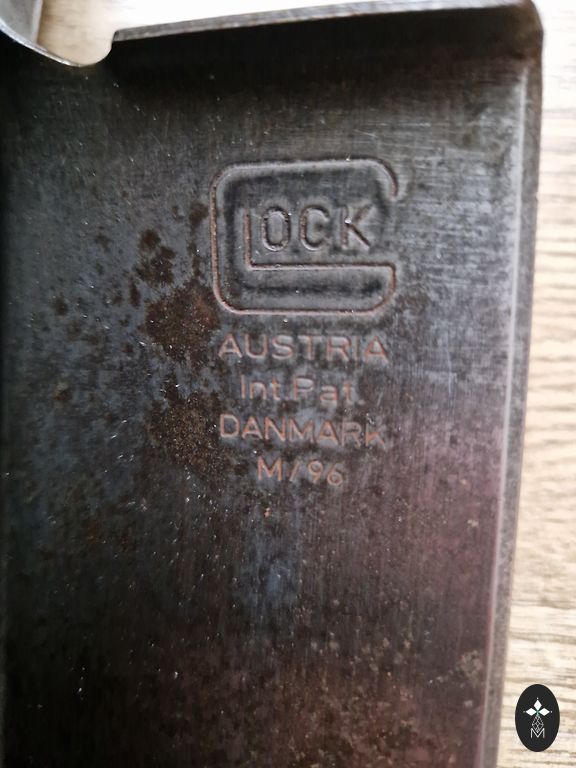 GLOCK
AUSTRIA
Int.Pat.
DANMARK
M/96
M